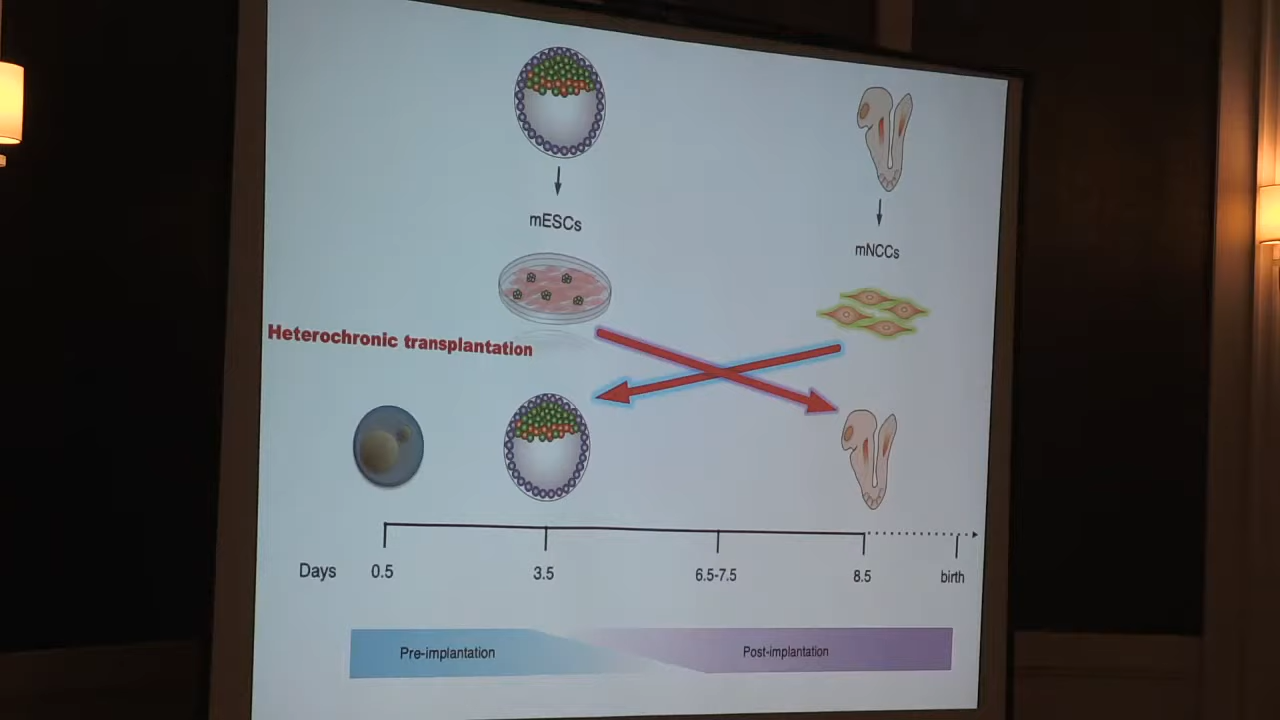 mESCs
mNCCs
Heterochronic transplantation
Days 0.5 3.5 6.5-7.5 8.5 birth
Pre-implantation Post-implantation